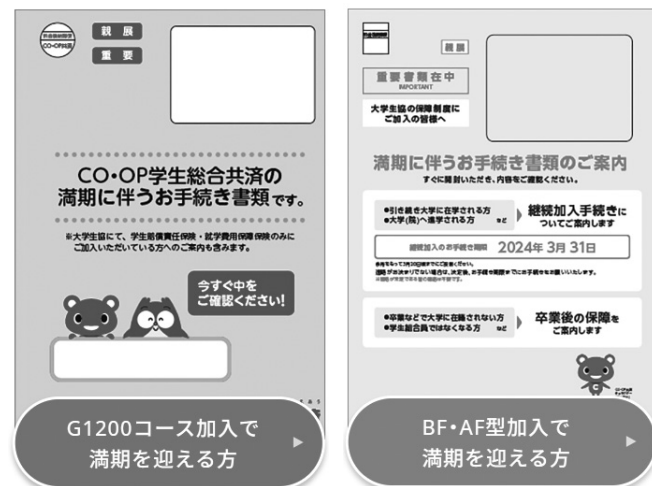 CO・OP共済
親展
重要
CO・OP学生総合共済の
満期に伴うお手続き書類です。
※大学生協にて、学生賠償責任保険・就学費用保障保険のみに
ご加入いただいている方へのご案内も含みます。
今すぐ中を
ご確認ください!
G1200コース加入で
満期を迎える方
親展
重要書類在中
IMPORTANT
大学生協の保障制度に
ご加入の皆様へ
満期に伴うお手続き書類のご案内
すぐに開封いただき、内容をご確認ください。
●引き続き大学に在学される方
●大学(院)へ進学される方 など
継続加入手続きに
ついてご案内します
継続加入のお手続き期限 2024年 3月 31日
●卒業などで大学に在籍されない方
●学生組合員ではなくなる方 など
卒業後の保障を
ご案内します
BF・AF型加入で
満期を迎える方